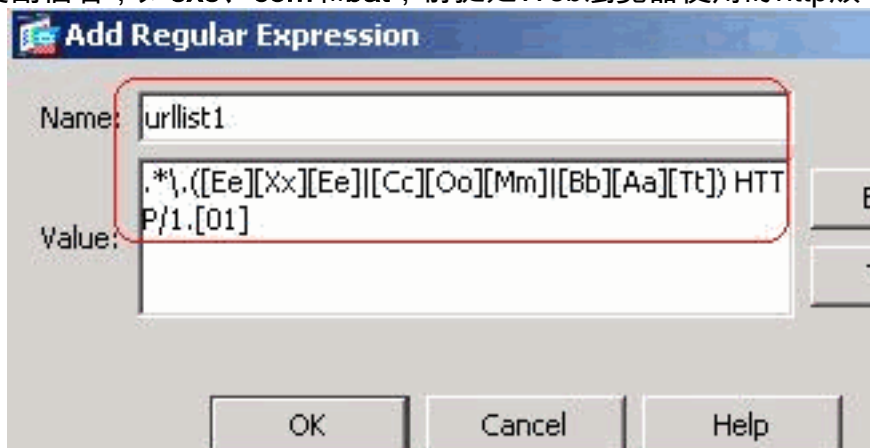 Add Regular Expression
Name: urllist1
.*\.([Ee][Xx][Ee]|[Cc][Oo][Mm]|[Bb][Aa][Tt]) HTT
P/1.[01]
Value:
OK Cancel Help